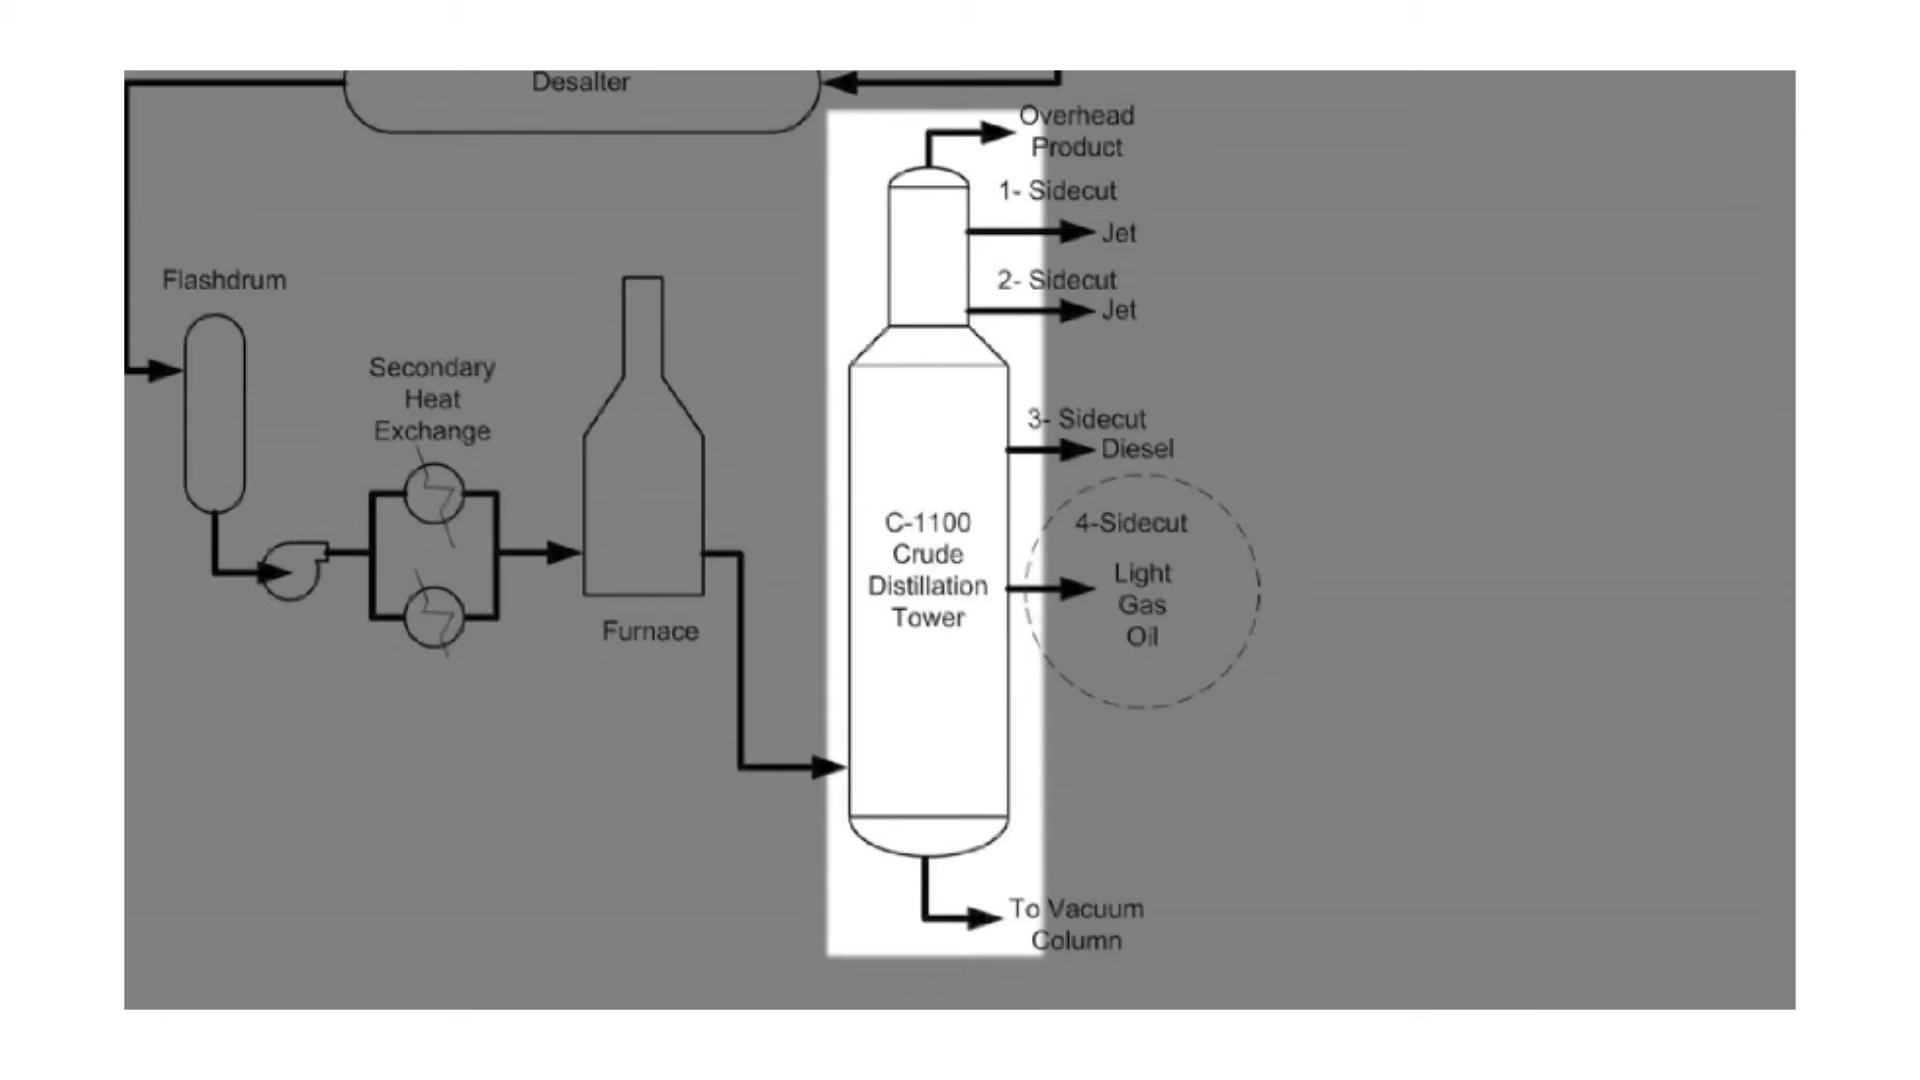 Desalter
Overhead
Product
1- Sidecut
Jet
Flashdrum
2- Sidecut
Jet
Secondary
Heat
Exchange
3- Sidecut
Diesel
C-1100
Crude
Distillation
Tower
4-Sidecut
Light
Gas
Oil
Furnace
To Vacuum
Column